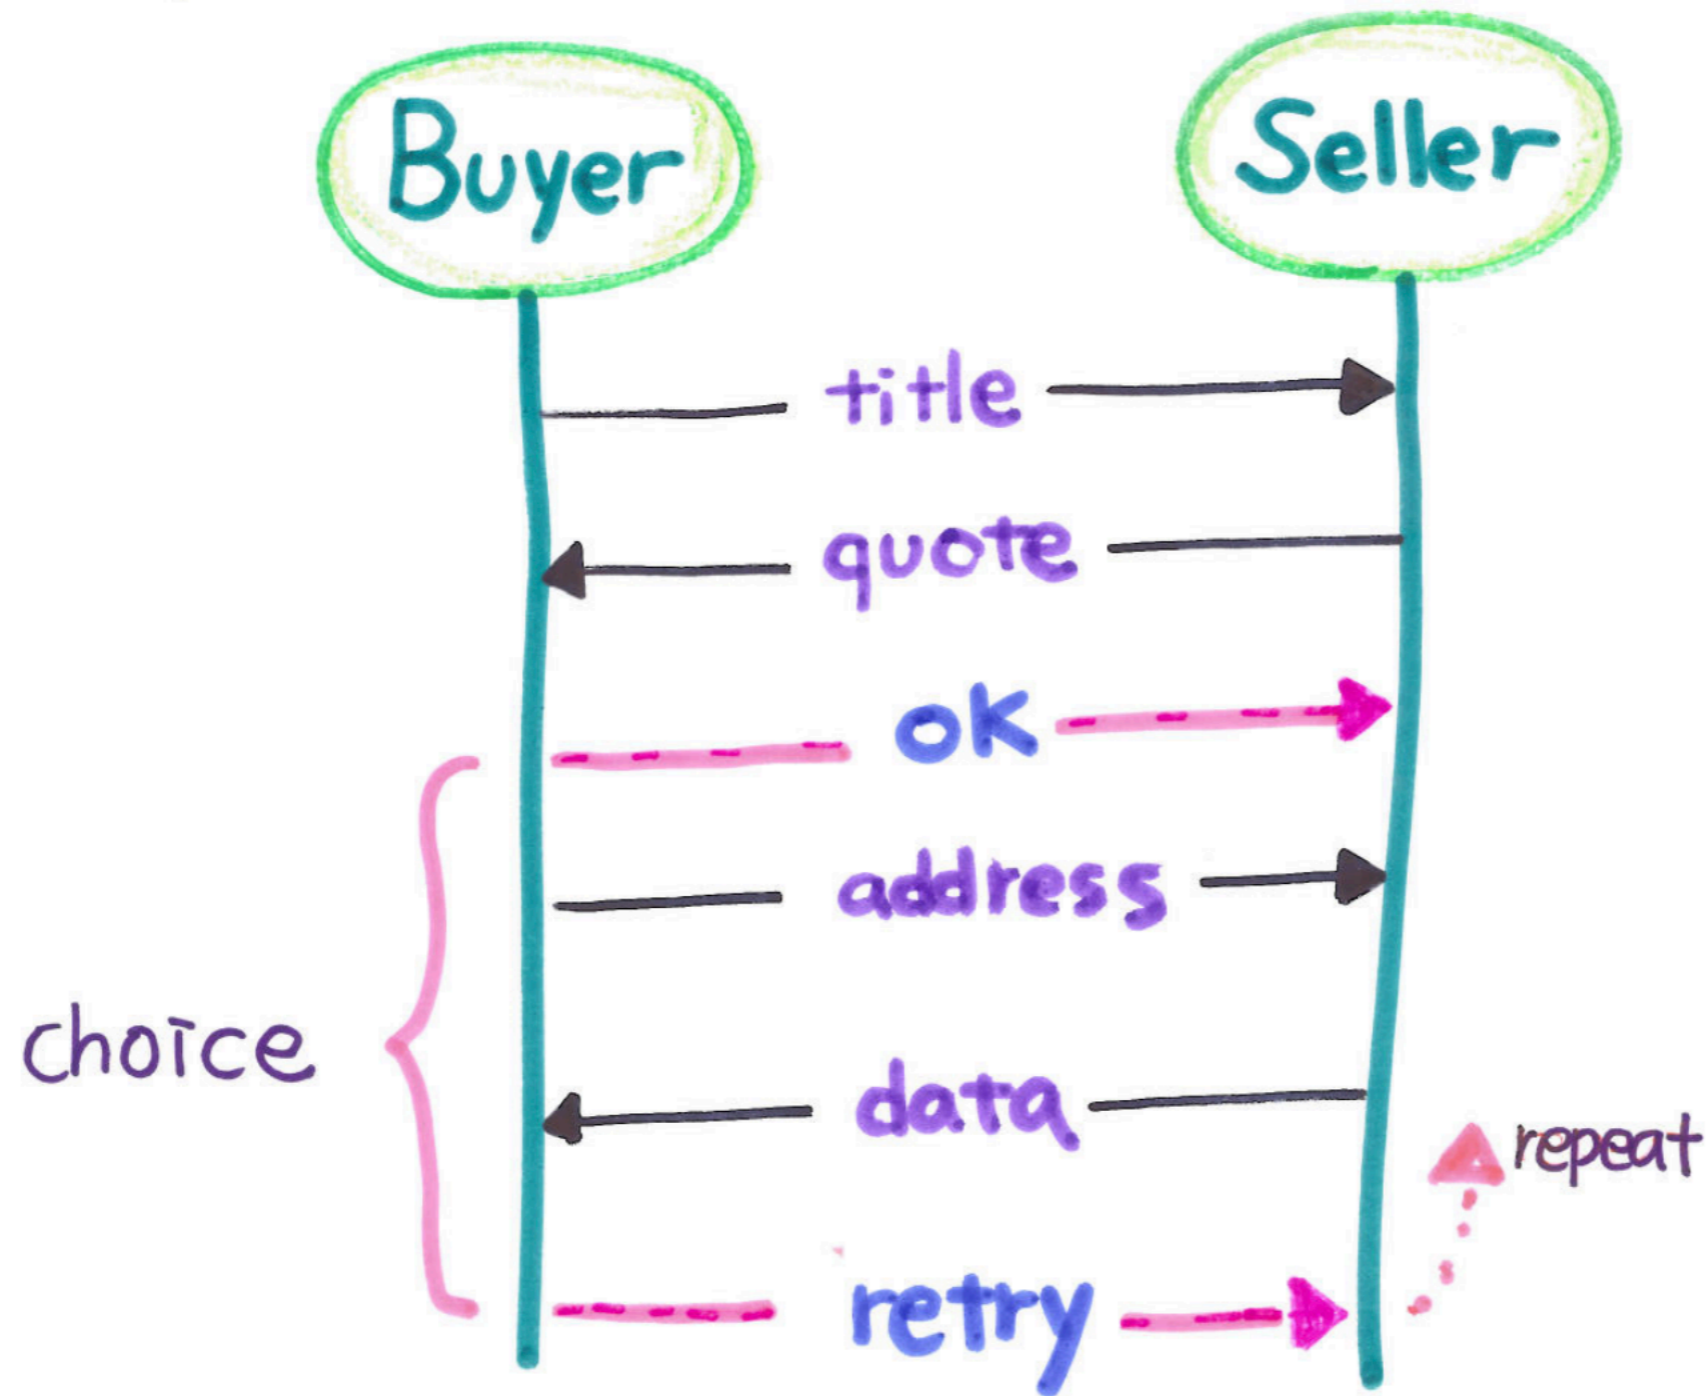 Buyer
Seller
title
quote
ok
address
choice
data
repeat
retry